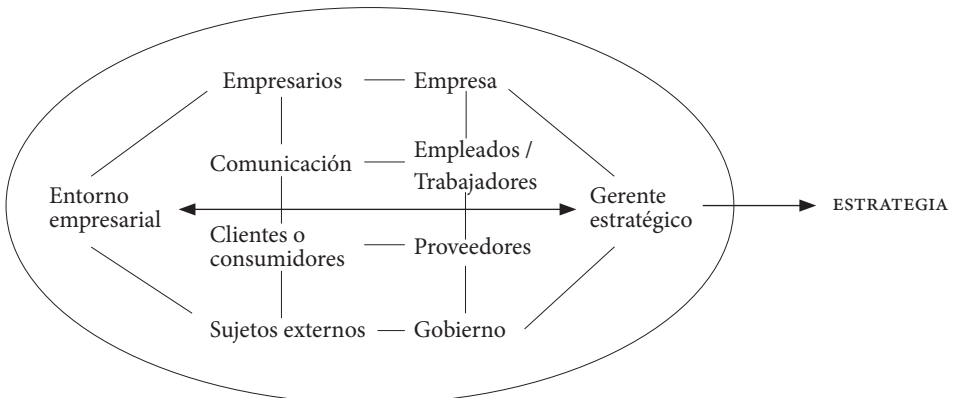 Empresarios
Empresa
Comunicación
Empleados /
Trabajadores
Entorno
empresarial
Gerente
estratégico
ESTRATEGIA
Clientes o
consumidores
Proveedores
Sujetos externos
Gobierno